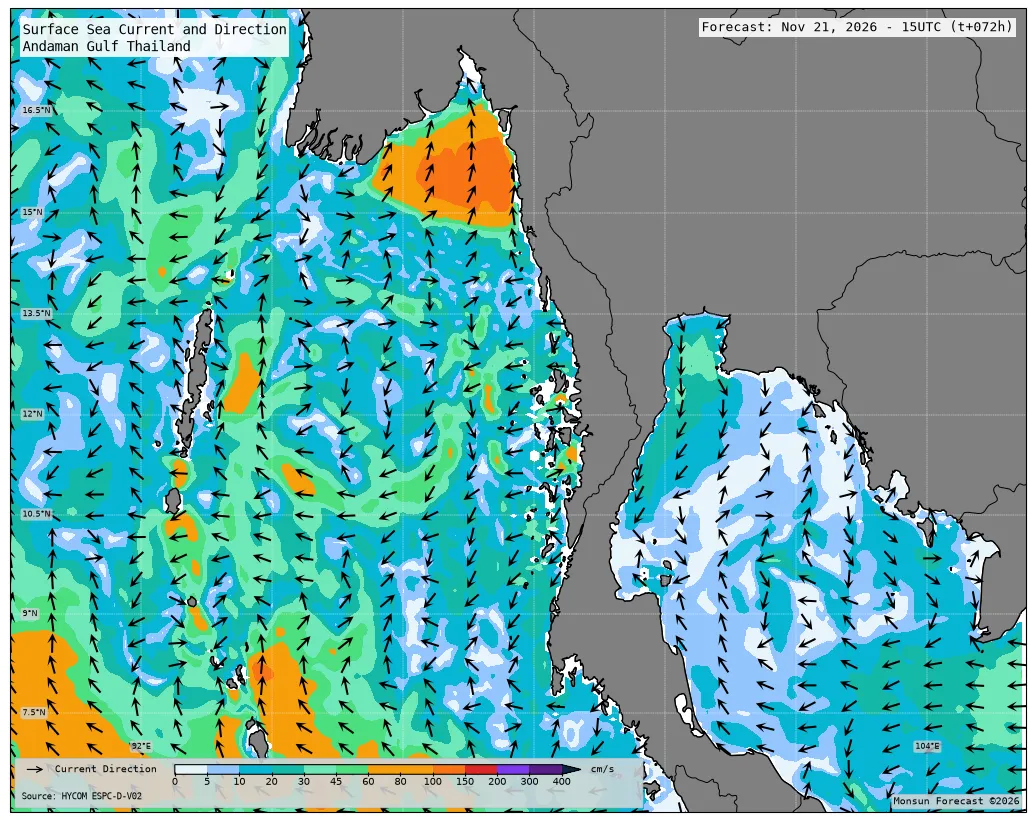 Surface Sea Current and Direction
Andaman Gulf Thailand
Forecast: Nov 21, 2026 - 15UTC (t+072h)
16.5°N
15°N
13.5°N
12°N
10.5°N
9°N
7.5°N
92°E
104°E
Current Direction
0 5 10 20 30 45 60 80 100 150 200 300 400 cm/s
Source: HYCOM ESPC-D-V02
Monsun Forecast ©2026